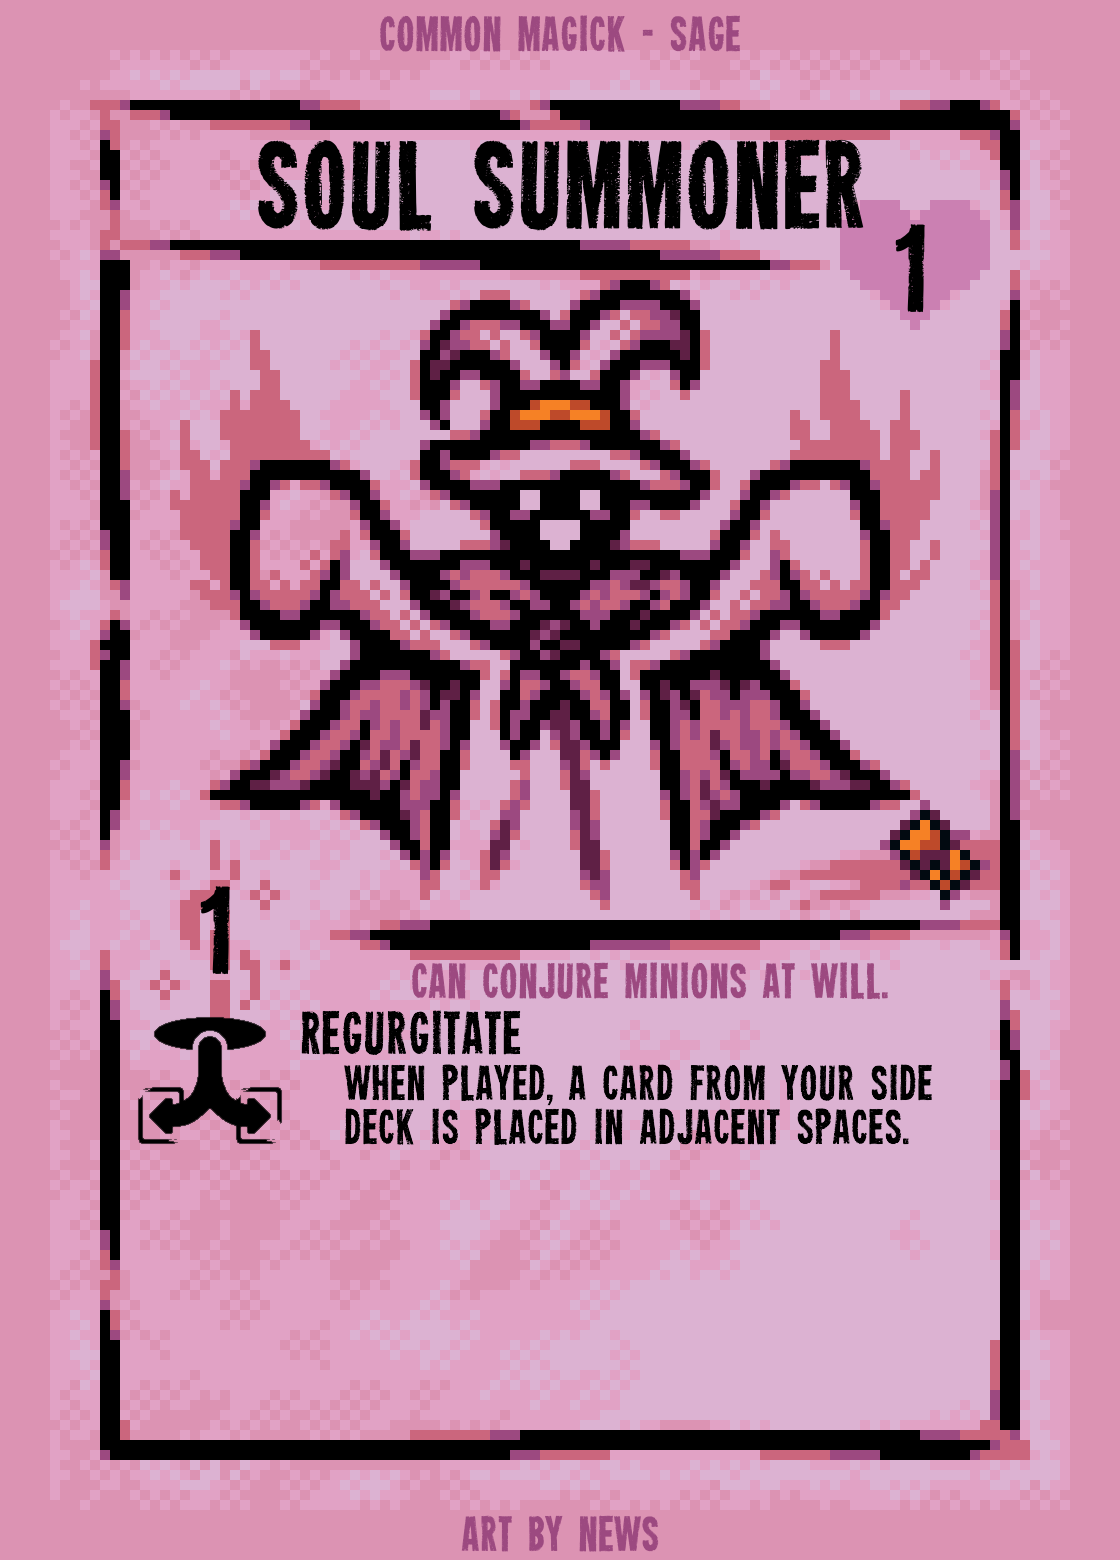 COMMON MAGICK - SAGE
SOUL SUMMONER
1
1
CAN CONJURE MINIONS AT WILL.
REGURGITATE
WHEN PLAYED, A CARD FROM YOUR SIDE
DECK IS PLACED IN ADJACENT SPACES.
ART BY NEWS